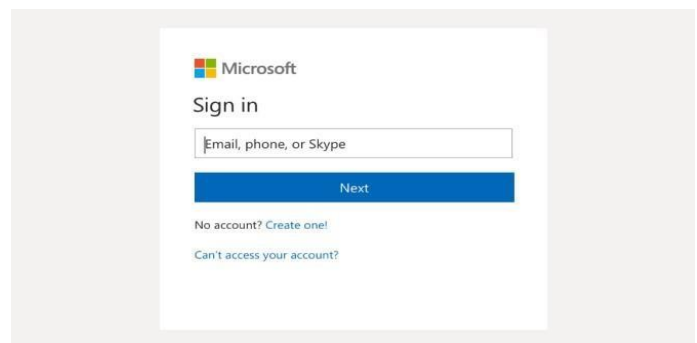 Microsoft
Sign in
Email, phone, or Skype
Next
No account? Create one!
Can't access your account?